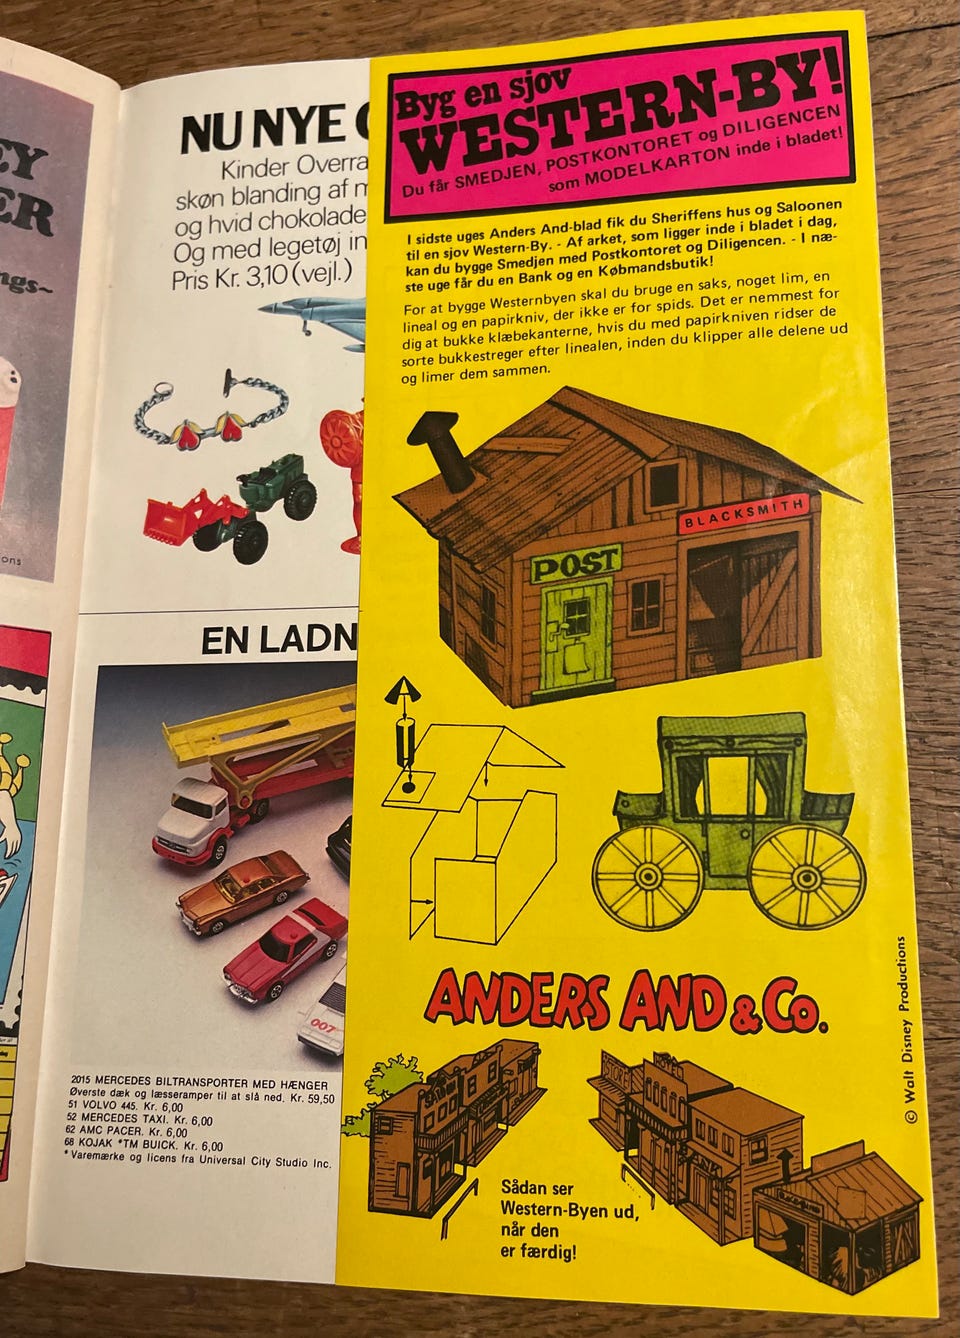 EY
ER
ngs~
ons
NU NYE
Kinder Overra
skøn blanding af m
og hvid chokolade
Og med legetøj in
Pris Kr. 3,10 (vejl.)
EN LADN
007
2015 MERCEDES BILTRANSPORTER MED HÆNGER
Øverste dæk og læsseramper til at slå ned. Kr. 59,50
51 VOLVO 445. Kr. 6,00
52 MERCEDES TAXI. Kr. 6,00
62 AMC PACER. Kr. 6,00
68 KOJAK *TM BUICK. Kr. 6,00
* Varemærke og licens fra Universal City Studio Inc.
Byg en sjov
WESTERN-BY!
Du får SMEDJEN, POSTKONTORET og DILIGENCEN
som MODELKARTON inde i bladet!
I sidste uges Anders And-blad fik du Sheriffens hus og Saloonen
til en sjov Western-By. - Af arket, som ligger inde i bladet i dag,
kan du bygge Smedjen med Postkontoret og Diligencen. - I næ-
ste uge får du en Bank og en Købmandsbutik!
For at bygge Westernbyen skal du bruge en saks, noget lim, en
lineal og en papirkniv, der ikke er for spids. Det er nemmest for
dig at bukke klæbekanterne, hvis du med papirkniven ridser de
sorte bukkestreger efter linealen, inden du klipper alle delene ud
og limer dem sammen.
BLACKSMITH
POST
ANDERS AND & Co.
© Walt Disney Productions
STORE
HOTEL
BANK
Sådan ser
Western-Byen ud,
når den
er færdig!